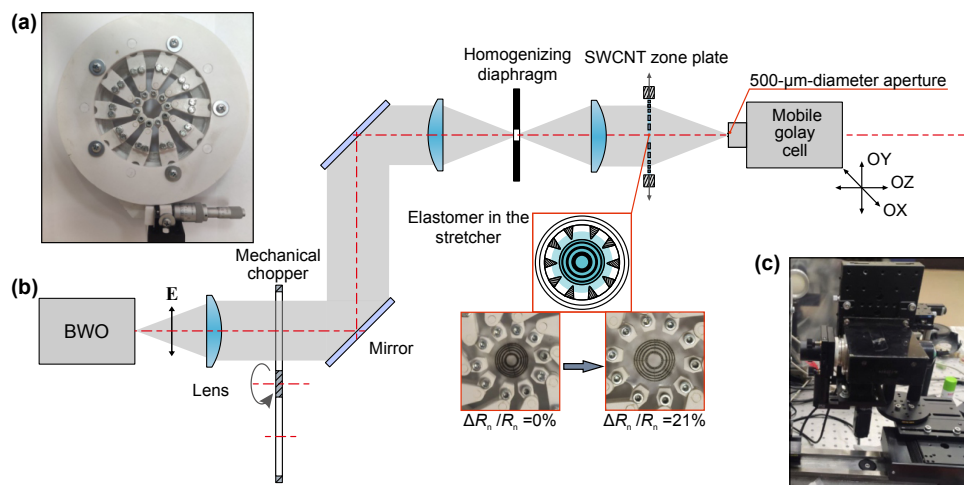 (a)
Homogenizing
diaphragm
SWCNT zone plate
500-μm-diameter aperture
Mobile
golay
cell
OY
OZ
OX
Elastomer in the
stretcher
Mechanical
chopper
(b)
E
BWO
Lens
Mirror
ΔRn /Rn =0%
ΔRn /Rn =21%
(c)